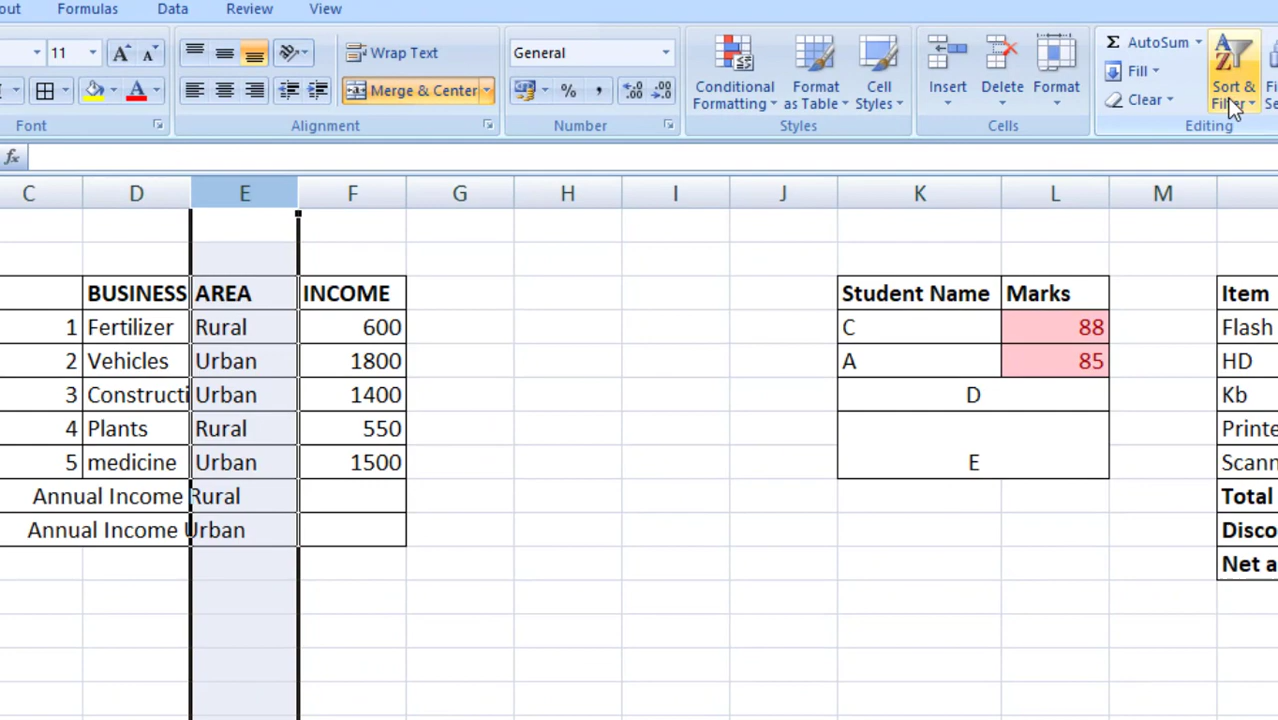 out Formulas Data Review View
11 A A Wrap Text General Σ AutoSum
Merge & Center % , .0 .00 .00 .0 Conditional Formatting Format as Table Cell Styles Insert Delete Format Fill Clear Sort & Filter
Font Alignment Number Styles Cells Editing
fx
C D E F G H I J K L M
BUSINESS AREA INCOME Student Name Marks Item
1 Fertilizer Rural 600 C 88 Flash
2 Vehicles Urban 1800 A 85 HD
3 Constructi Urban 1400 D Kb
4 Plants Rural 550 Printe
5 medicine Urban 1500 E Scann
Annual Income Rural Total
Annual Income Urban Disco
Net a